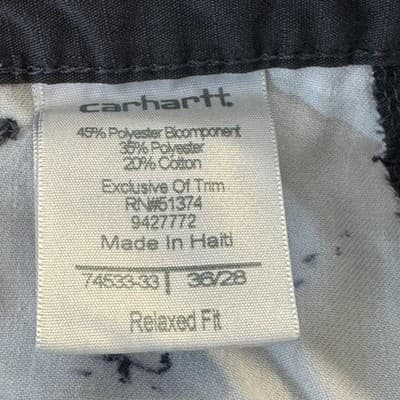 carhartt.
45% Polyester Bicomponent
35% Polyester
20% Cotton
Exclusive Of Trim
RN#51374
9427772
Made In Haiti
74533-33 | 36/28
Relaxed Fit